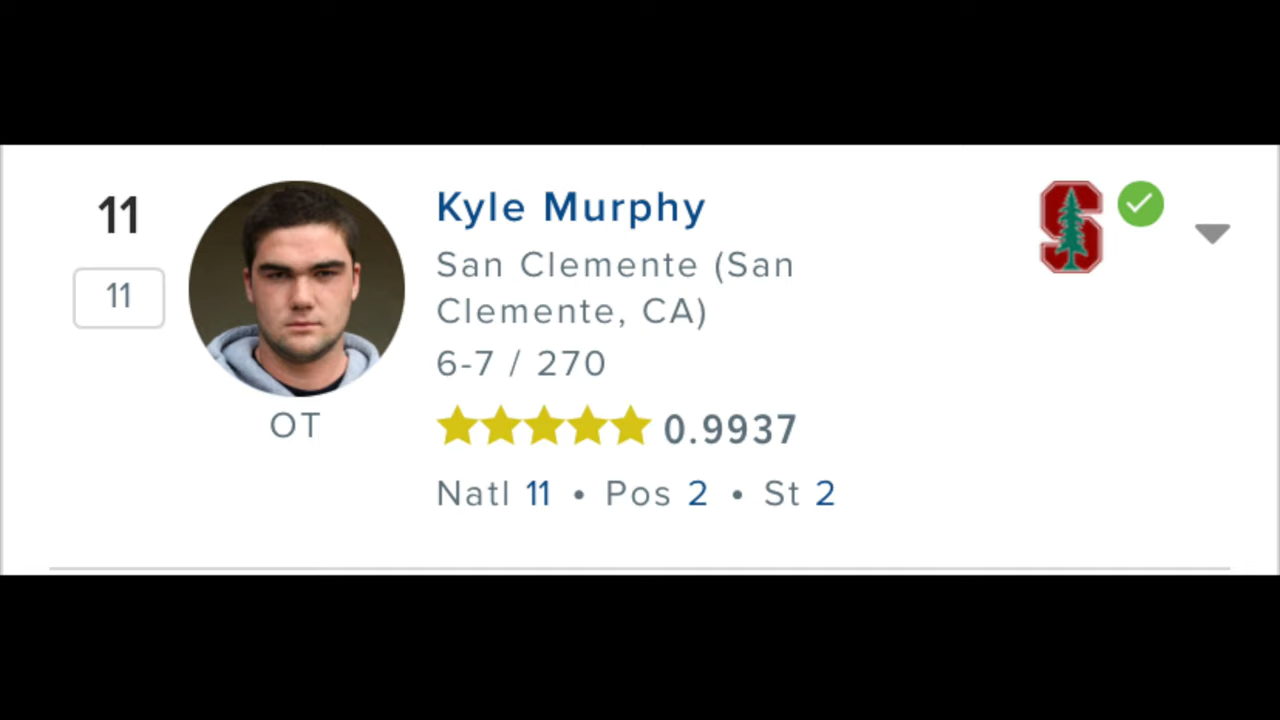 11
11
OT
Kyle Murphy
San Clemente (San
Clemente, CA)
6-7 / 270
0.9937
Natl 11 • Pos 2 • St 2
S